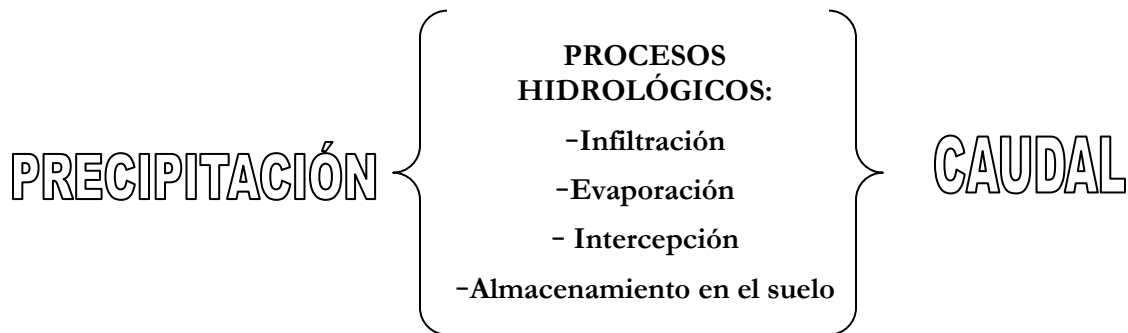 PRECIPITACIÓN
PROCESOS
HIDROLÓGICOS:
-Infiltración
-Evaporación
- Intercepción
-Almacenamiento en el suelo
CAUDAL